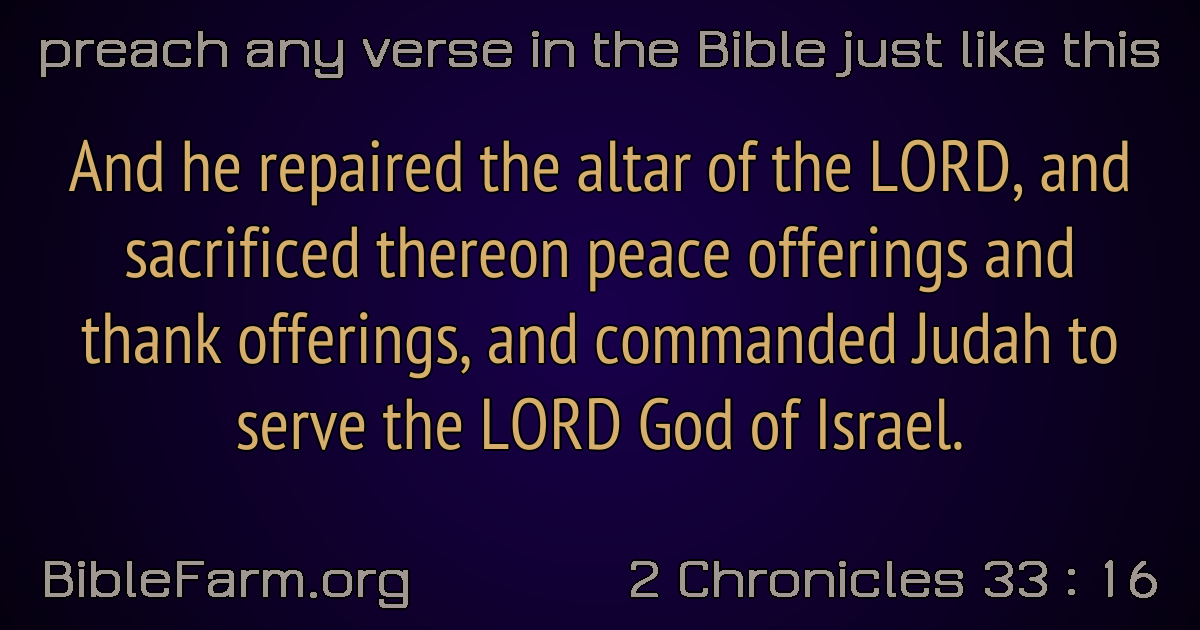 preach any verse in the Bible just like this
And he repaired the altar of the LORD, and
sacrificed thereon peace offerings and
thank offerings, and commanded Judah to
serve the LORD God of Israel.
BibleFarm.org
2 Chronicles 33 : 16